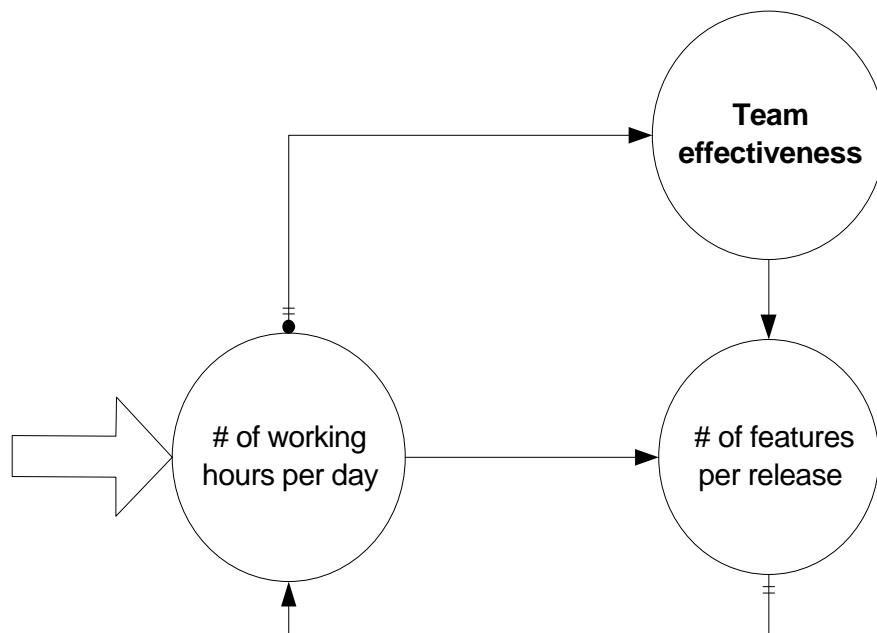 Team
effectiveness
# of working
hours per day
# of features
per release